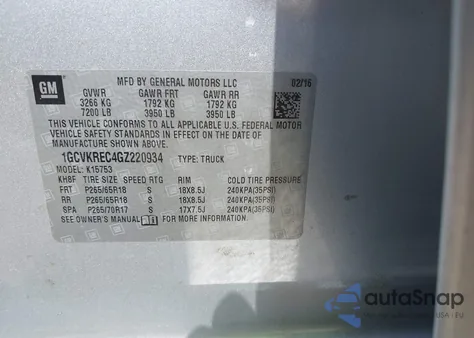 GM
MFD BY GENERAL MOTORS LLC 02/16
GVWR GAWR FRT GAWR RR
3266 KG 1792 KG 1792 KG
7200 LB 3950 LB 3950 LB
THIS VEHICLE CONFORMS TO ALL APPLICABLE U.S. FEDERAL MOTOR
VEHICLE SAFETY STANDARDS IN EFFECT ON THE DATE OF
MANUFACTURE SHOWN ABOVE.
1GCVKREC4GZ220934 TYPE: TRUCK
MODEL: K15753
KH8F TIRE SIZE SPEED RTG RIM COLD TIRE PRESSURE
FRT P265/65R18 S 18X8.5J 240KPA(35PSI)
RR P265/65R18 S 18X8.5J 240KPA(35PSI)
SPA P265/70R17 S 17X7.5J 240KPA(35PSI)
SEE OWNER'S MANUAL FOR MORE INFORMATION.
autoSnap